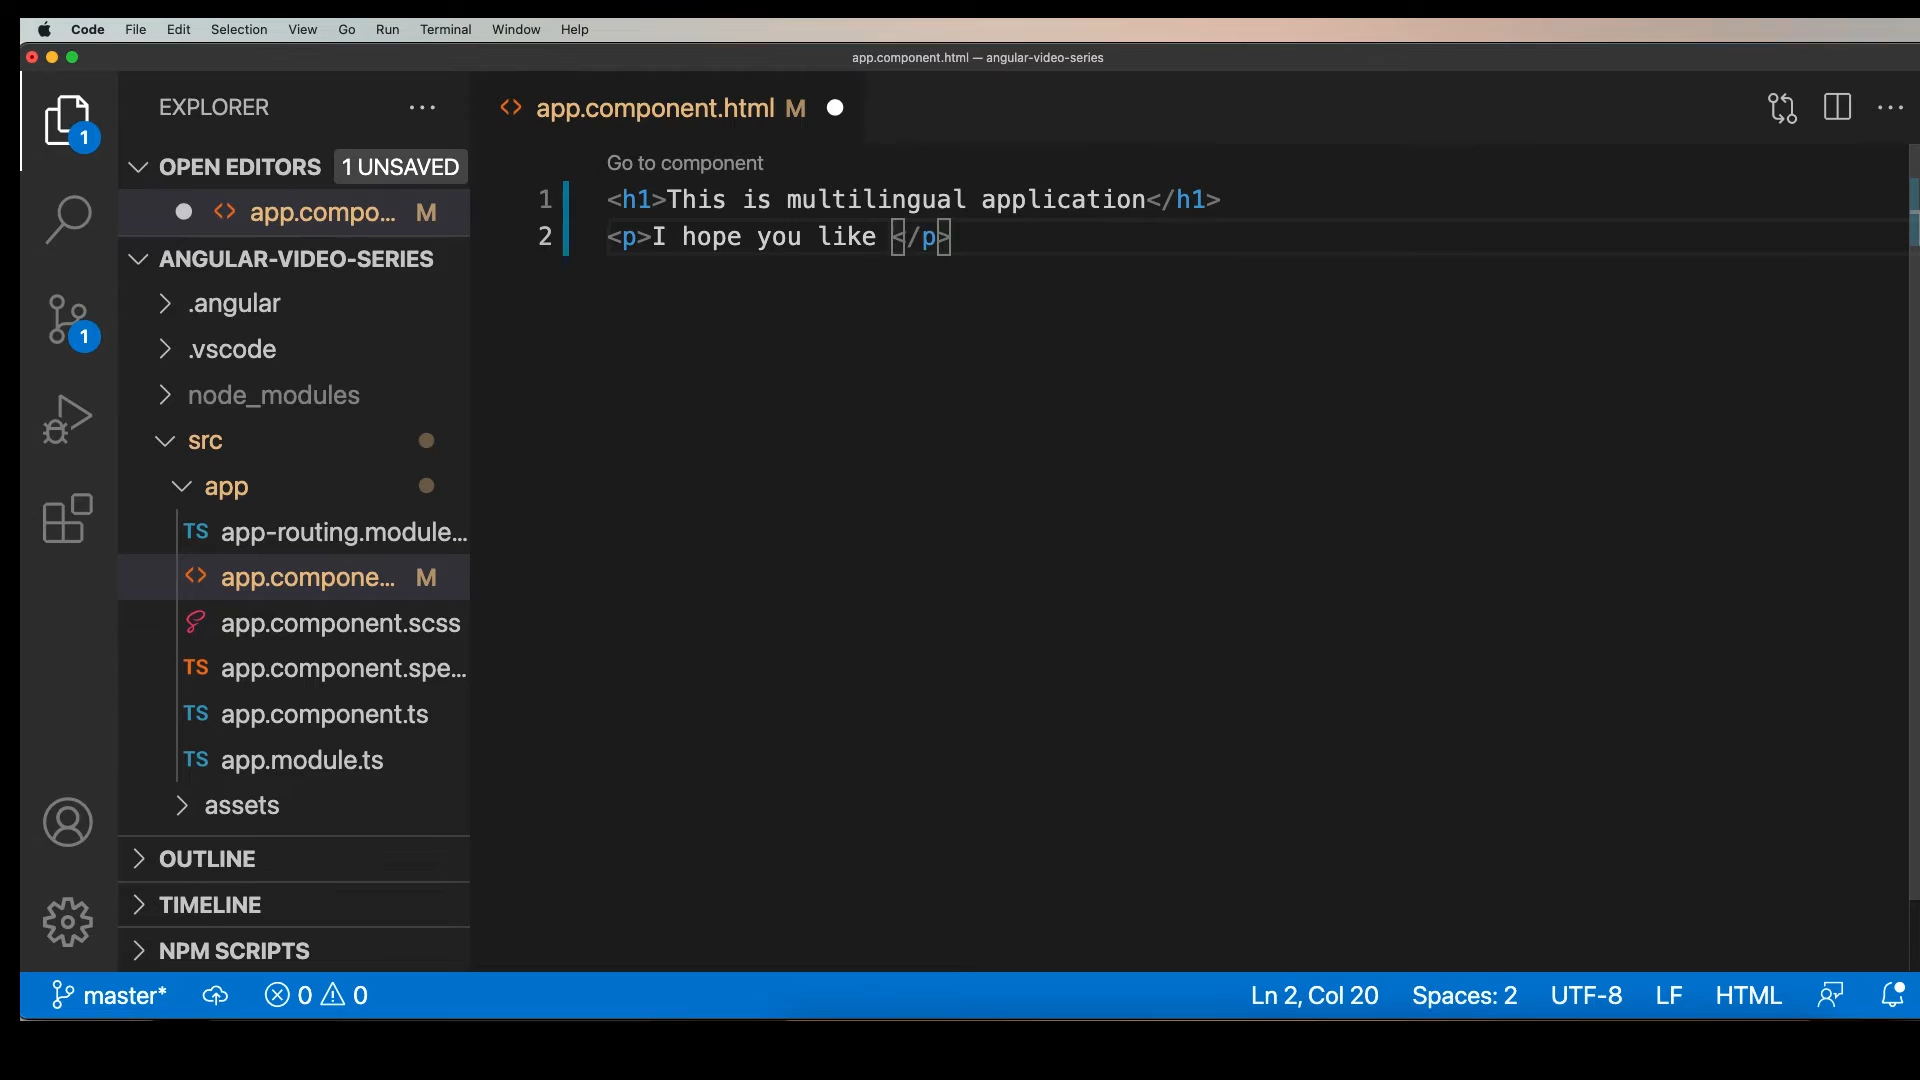 Code File Edit Selection View Go Run Terminal Window Help
app.component.html — angular-video-series
1
EXPLORER
app.component.html M
OPEN EDITORS 1 UNSAVED
app.compo... M
ANGULAR-VIDEO-SERIES
.angular
.vscode
node_modules
src
app
TS app-routing.module...
app.compone... M
app.component.scss
TS app.component.spe...
TS app.component.ts
TS app.module.ts
assets
OUTLINE
TIMELINE
NPM SCRIPTS
1
Go to component
1 <h1>This is multilingual application</h1>
2 <p>I hope you like </p>
master* 0 0 Ln 2, Col 20 Spaces: 2 UTF-8 LF HTML